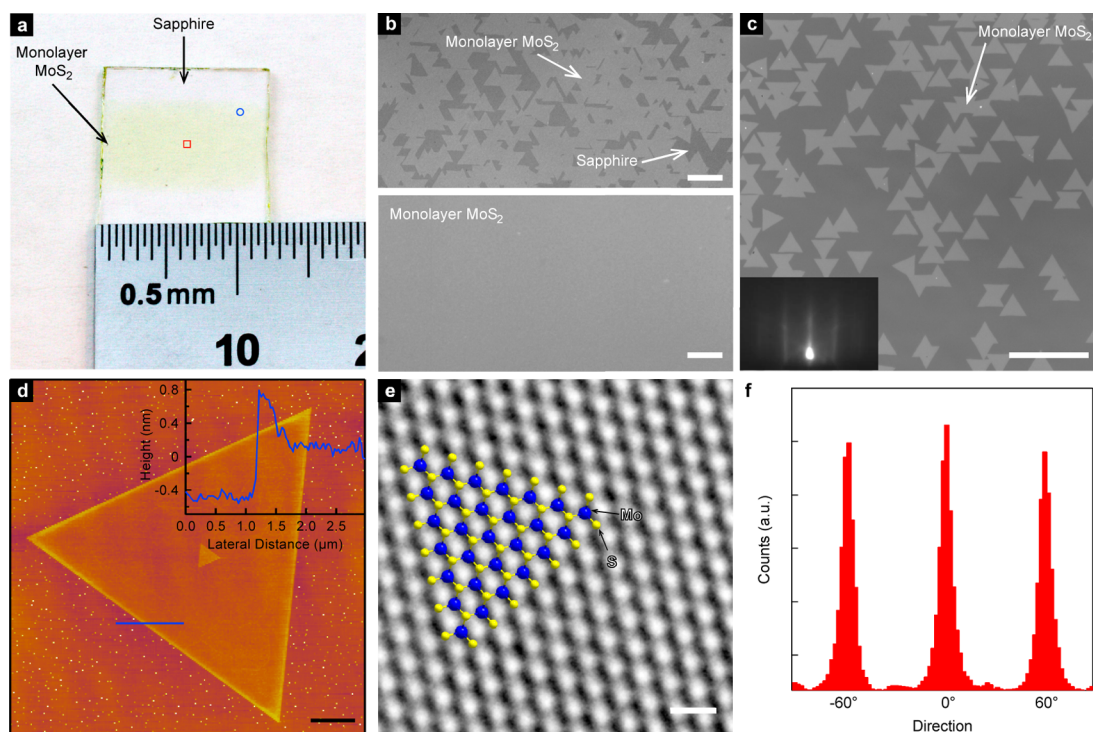 a
Sapphire
Monolayer
MoS₂
0.5 mm
10
b
Monolayer MoS₂
Sapphire
Monolayer MoS₂
c
Monolayer MoS₂
d
Height (nm)
0.8
0.4
0
-0.4
0.0 0.5 1.0 1.5 2.0 2.5
Lateral Distance (µm)
e
Mo
S
f
Counts (a.u.)
-60° 0° 60°
Direction